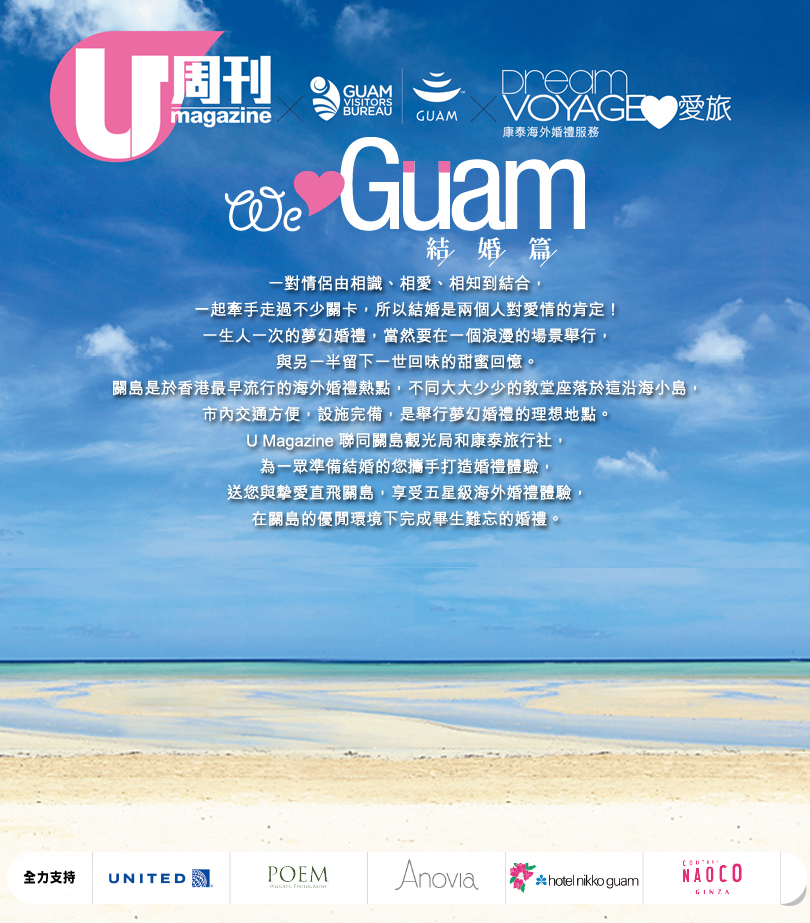 U周刊
magazine
GUAM
VISITORS
BUREAU
GUAM
Dream
VOYAGE愛旅
康泰海外婚禮服務
We Guam
結婚篇
一對情侶由相識、相愛、相知到結合，
一起牽手走過不少關卡，所以結婚是兩個人對愛情的肯定！
一生人一次的夢幻婚禮，當然要在一個浪漫的場景舉行，
與另一半留下一世回味的甜蜜回憶。
關島是於香港最早流行的海外婚禮熱點，不同大大少少的教堂座落於這沿海小島，
市內交通方便，設施完備，是舉行夢幻婚禮的理想地點。
U Magazine 聯同關島觀光局和康泰旅行社，
為一眾準備結婚的您攜手打造婚禮體驗，
送您與摯愛直飛關島，享受五星級海外婚禮體驗，
在關島的優閒環境下完成畢生難忘的婚禮。
全力支持
UNITED
POEM
WEDDING PHOTOGRAPHY
ANOVIA
hotel nikko guam
NAOCO
GINZA